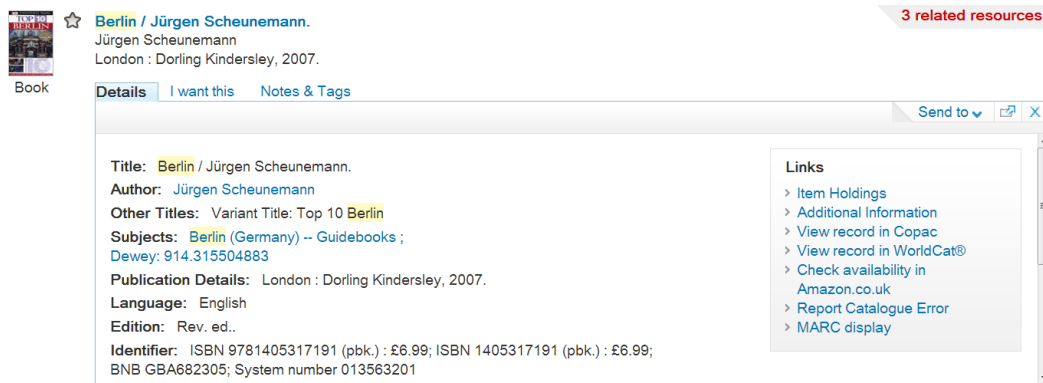 TOP 10
BERLIN
Book
Berlin / Jürgen Scheunemann.
Jürgen Scheunemann
London : Dorling Kindersley, 2007.
3 related resources
Details I want this Notes & Tags
Send to
Title: Berlin / Jürgen Scheunemann.
Author: Jürgen Scheunemann
Other Titles: Variant Title: Top 10 Berlin
Subjects: Berlin (Germany) -- Guidebooks ;
Dewey: 914.315504883
Publication Details: London : Dorling Kindersley, 2007.
Language: English
Edition: Rev. ed..
Identifier: ISBN 9781405317191 (pbk.) : £6.99; ISBN 1405317191 (pbk.) : £6.99;
BNB GBA682305; System number 013563201
Links
> Item Holdings
> Additional Information
> View record in Copac
> View record in WorldCat®
> Check availability in
Amazon.co.uk
> Report Catalogue Error
> MARC display